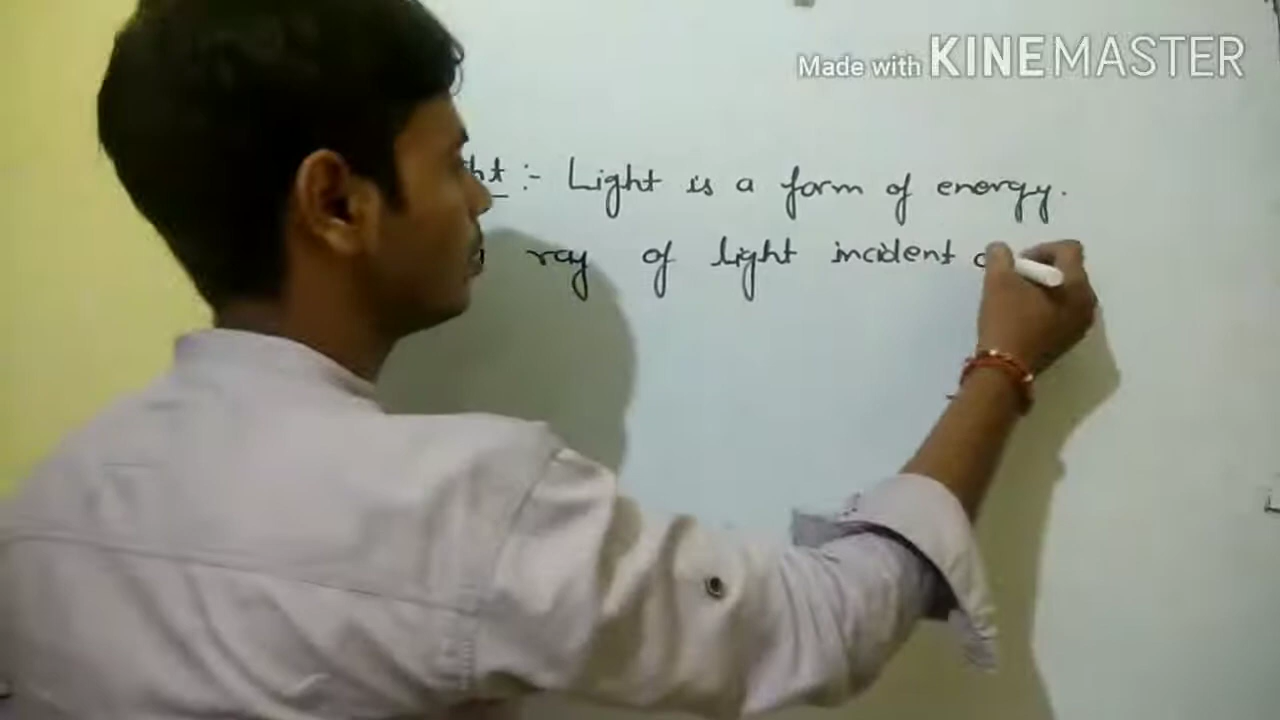 Made with KINEMASTER
ht :- Light is a form of energy.
ray of light incident